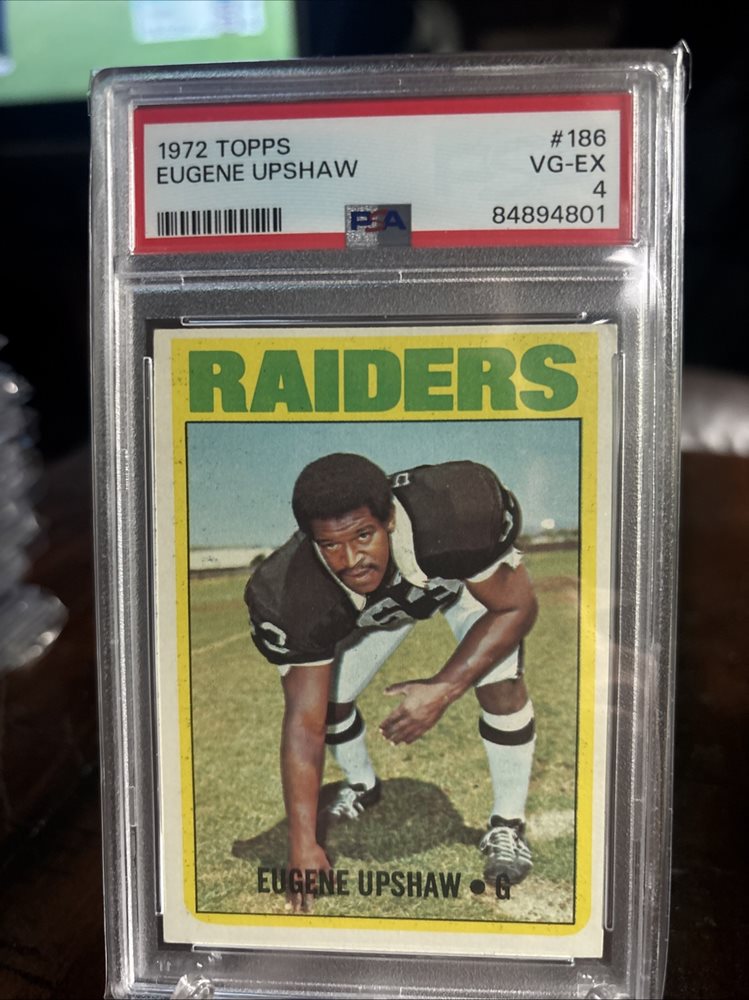 1972 TOPPS #186
EUGENE UPSHAW VG-EX
4
PSA 84894801
RAIDERS
EUGENE UPSHAW • G